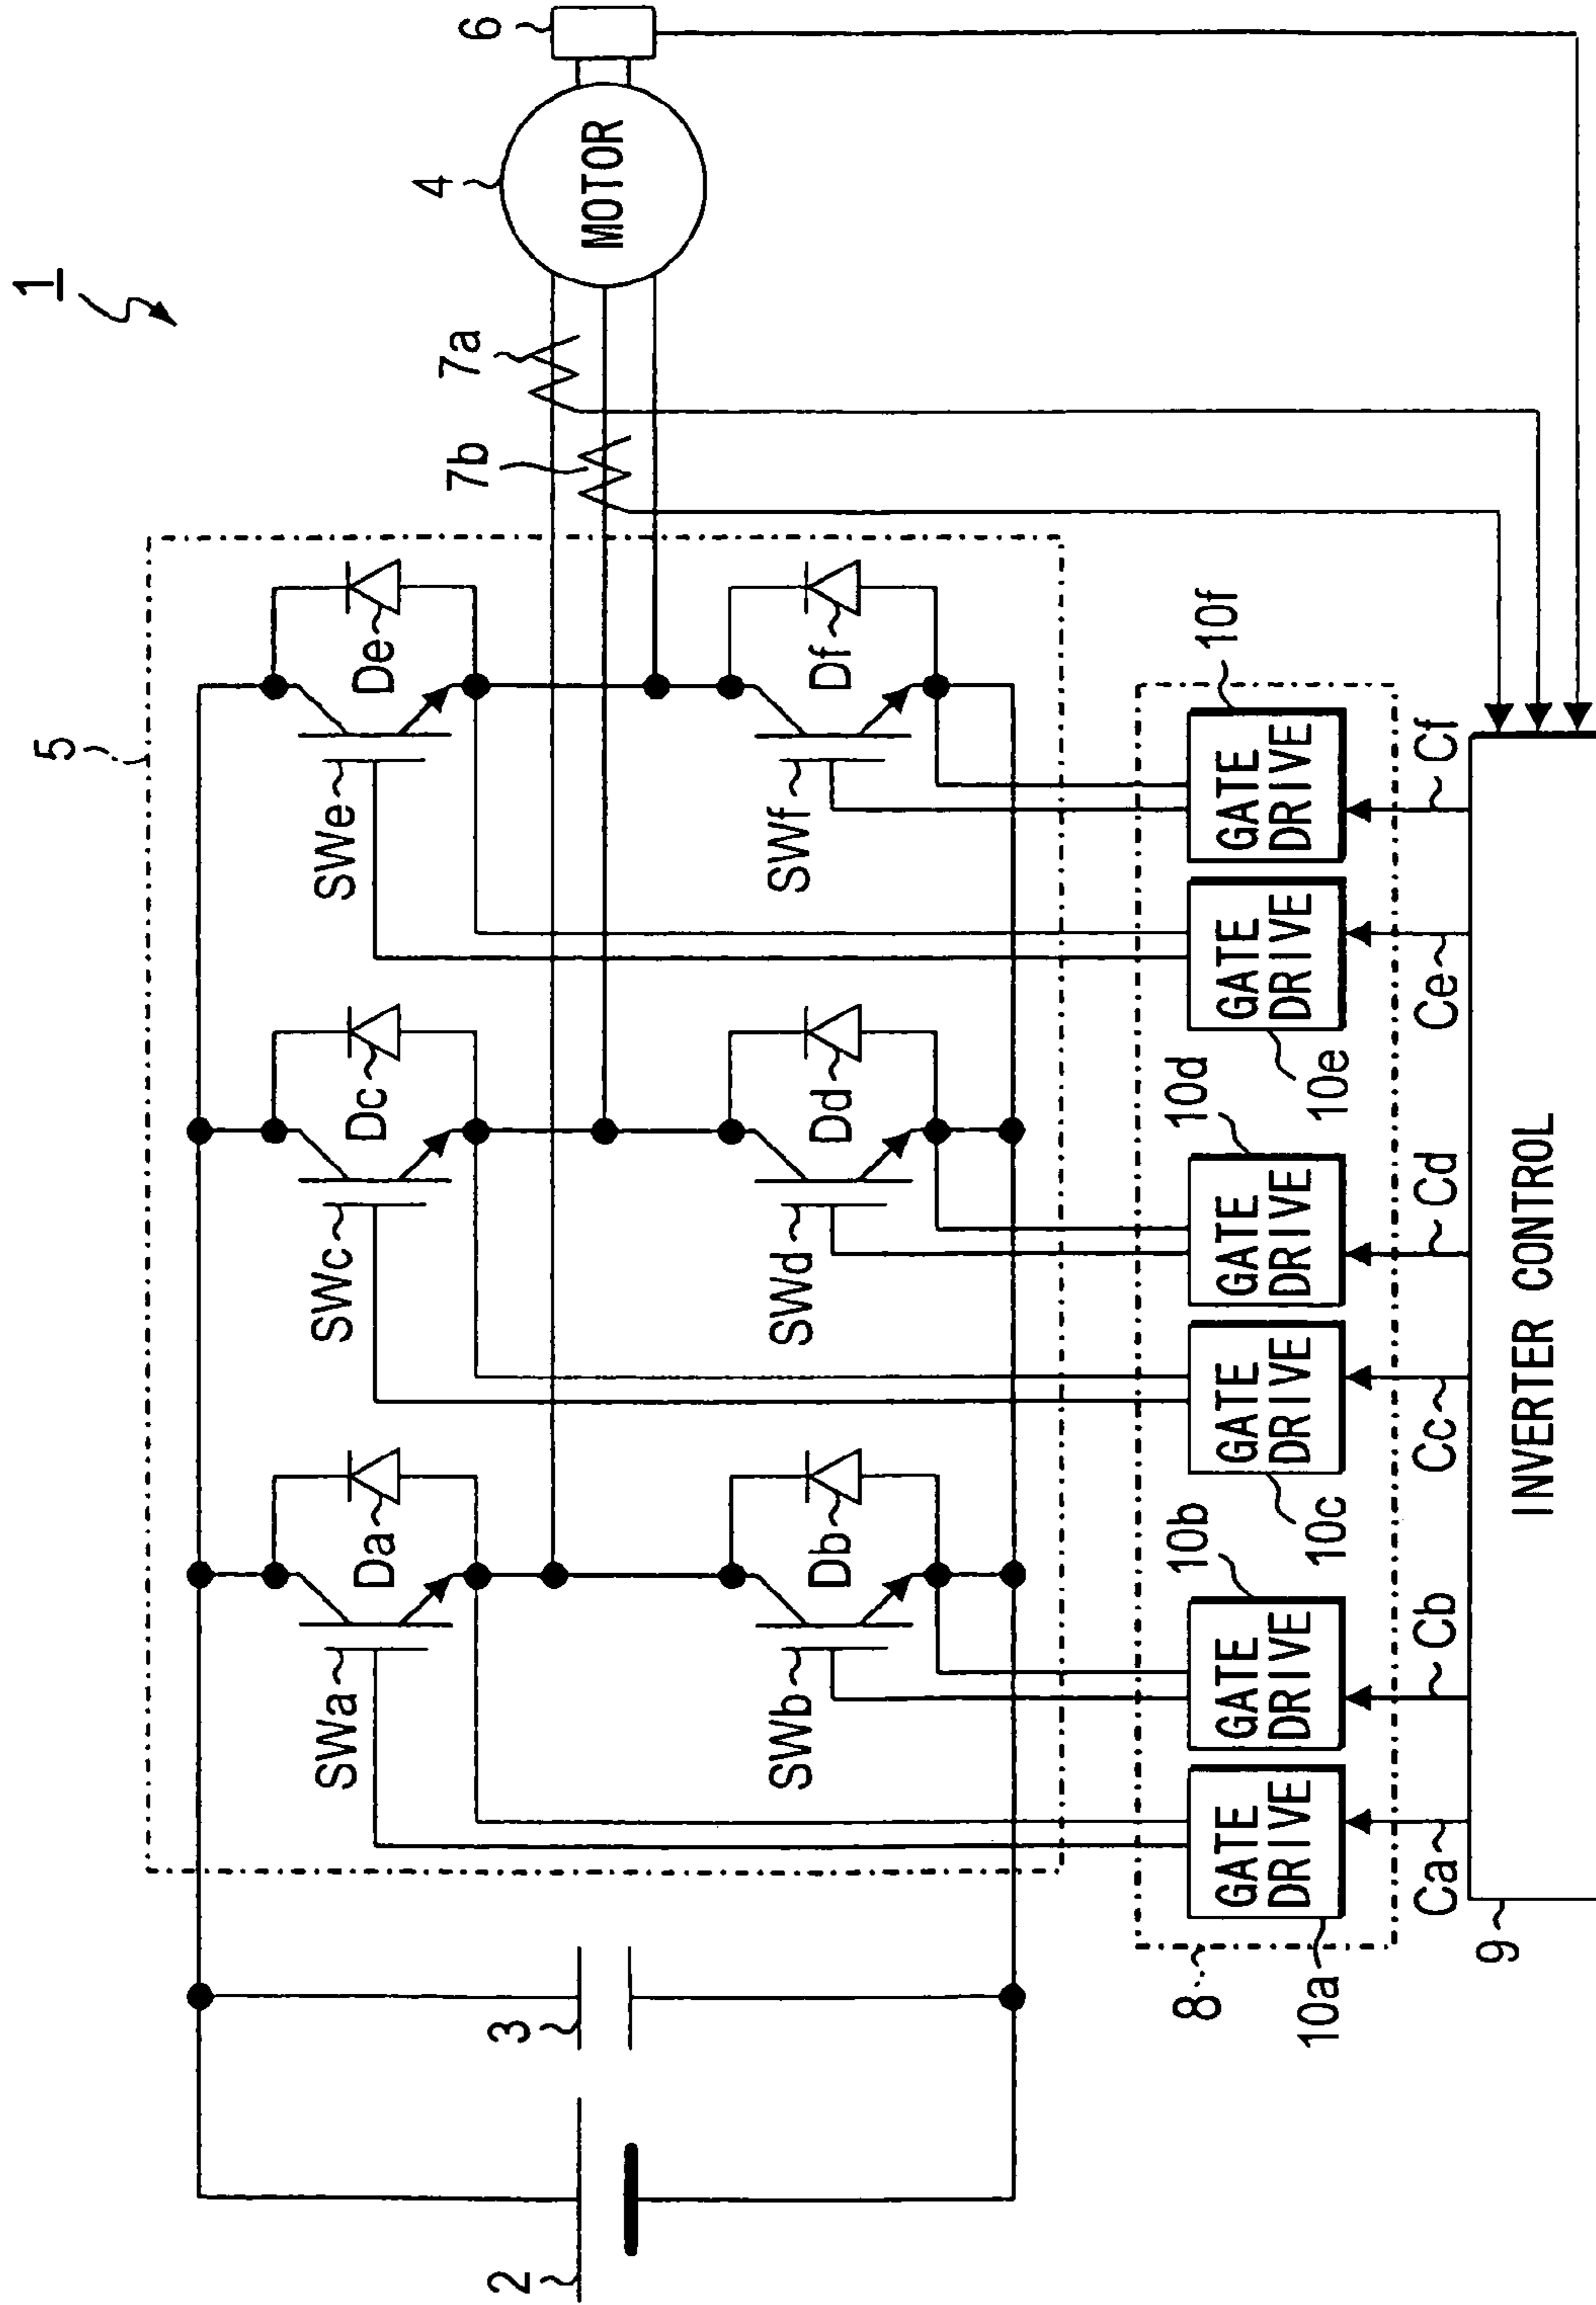 1
5
6
4
MOTOR
7a
7b
SWa
Da
SWc
Dc
SWe
De
2
3
SWb
Db
SWd
Dd
SWf
Df
8
10a
GATE
DRIVE
10b
GATE
DRIVE
10c
GATE
DRIVE
10d
GATE
DRIVE
10e
GATE
DRIVE
10f
GATE
DRIVE
Ca
Cb
Cc
Cd
Ce
Cf
9
INVERTER CONTROL